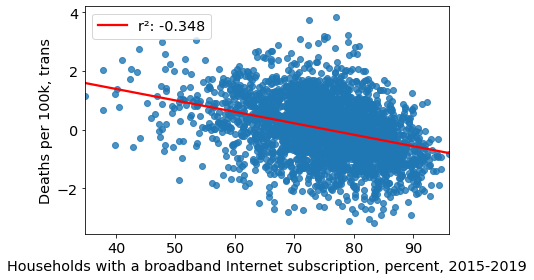 4
2
0
−2
Deaths per 100k, trans
r²: -0.348
40 50 60 70 80 90
Households with a broadband Internet subscription, percent, 2015-2019